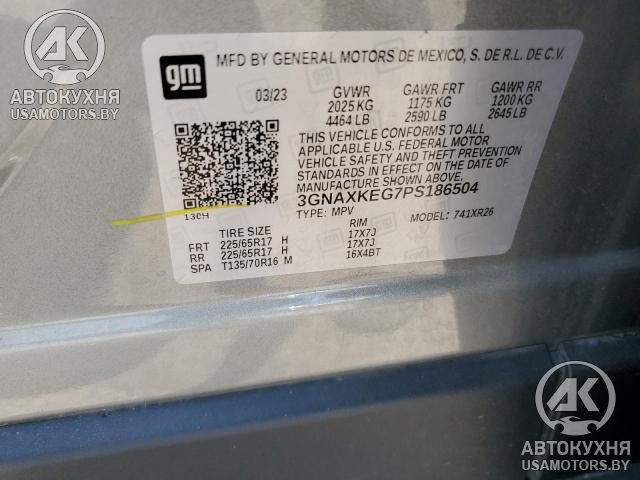 AK
АВТОКУХНЯ
USAMOTORS.BY
gm
MFD BY GENERAL MOTORS DE MEXICO, S. DE R.L. DE C.V.
03/23 GVWR GAWR FRT GAWR RR
2025 KG 1175 KG 1200 KG
4464 LB 2590 LB 2645 LB
THIS VEHICLE CONFORMS TO ALL
APPLICABLE U.S. FEDERAL MOTOR
VEHICLE SAFETY AND THEFT PREVENTION
STANDARDS IN EFFECT ON THE DATE OF
MANUFACTURE SHOWN ABOVE.
3GNAXKEG7PS186504
130H TYPE: MPV MODEL: 741XR26
TIRE SIZE RIM
FRT 225/65R17 H 17X7J
RR 225/65R17 H 17X7J
SPA T135/70R16 M 16X4BT
AK
АВТОКУХНЯ
USAMOTORS.BY